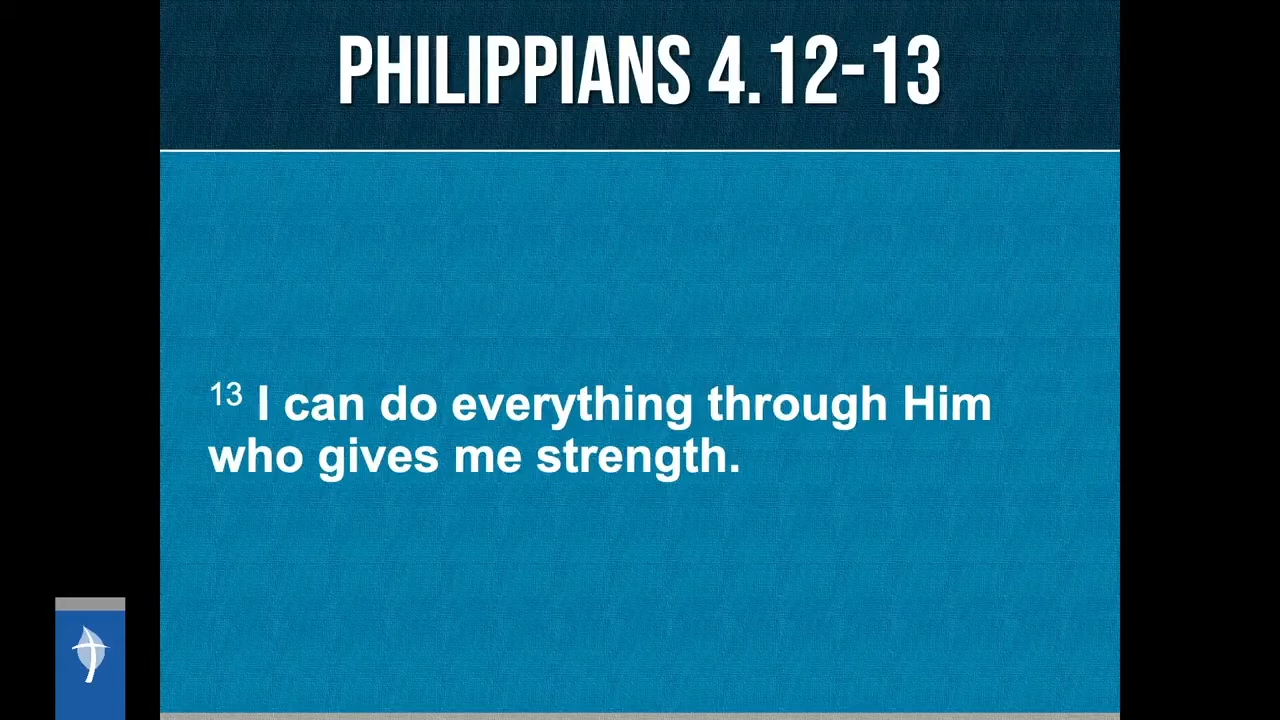 PHILIPPIANS 4.12-13
13 I can do everything through Him
who gives me strength.